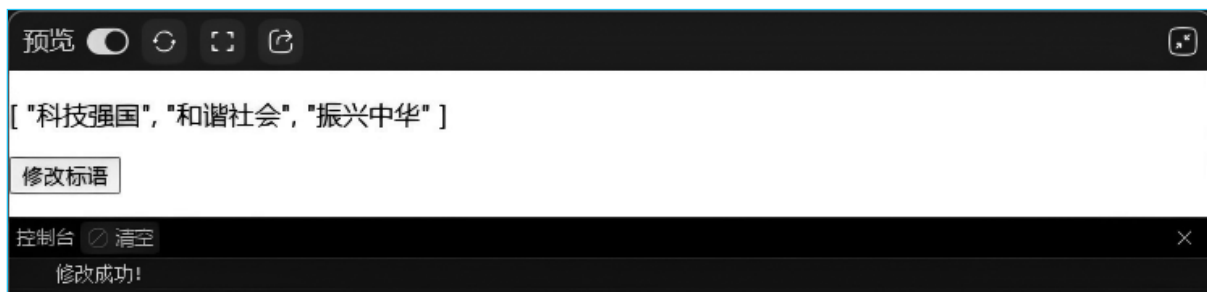 预览
[ "科技强国", "和谐社会", "振兴中华" ]
修改标语
控制台 清空
修改成功!